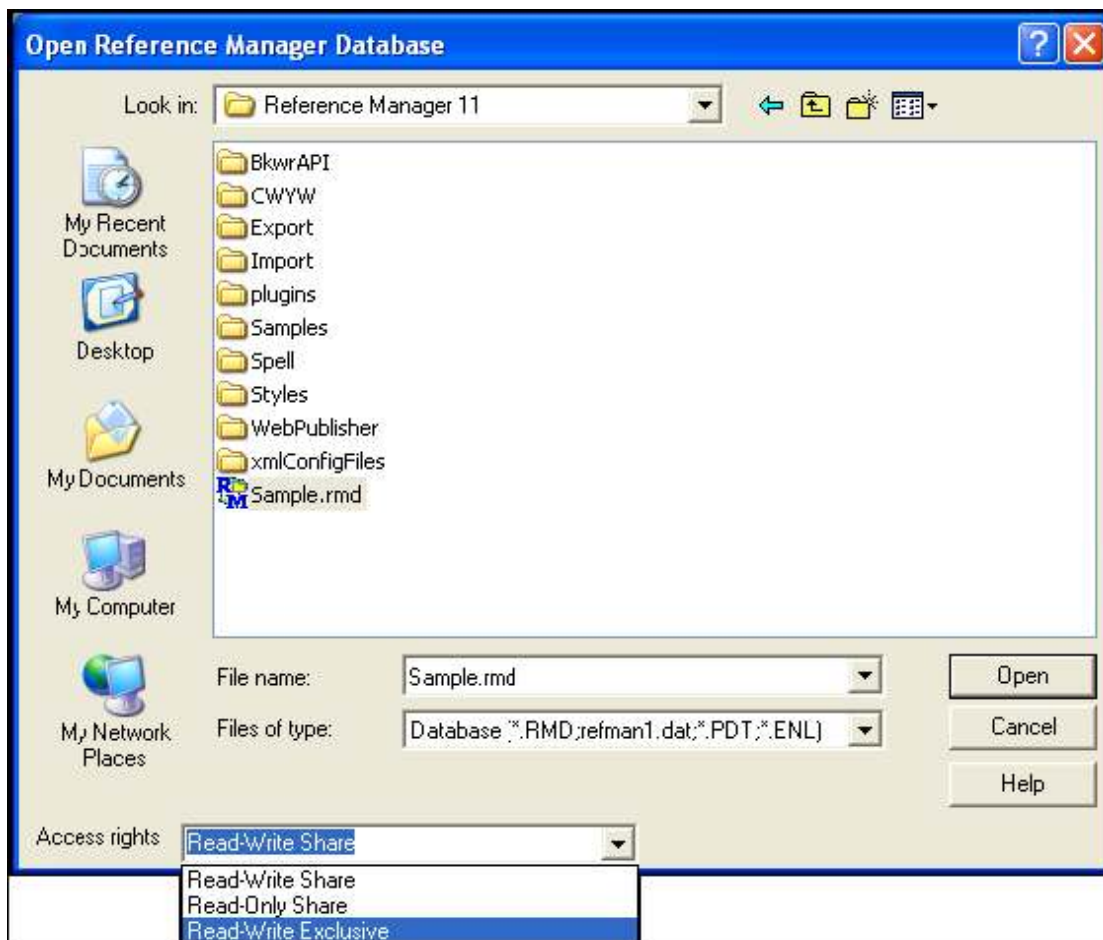 Open Reference Manager Database
Look in: Reference Manager 11
My Recent
Documents
Desktop
My Documents
My Computer
My Network
Places
BkwrAPI
CWYW
Export
Import
plugins
Samples
Spell
Styles
WebPublisher
xmlConfigFiles
Sample.rmd
File name: Sample.rmd Open
Files of type: Database (*.RMD;refman1.dat;*.PDT;*.ENL) Cancel
Help
Access rights Read-Write Share
Read-Write Share
Read-Only Share
Read-Write Exclusive